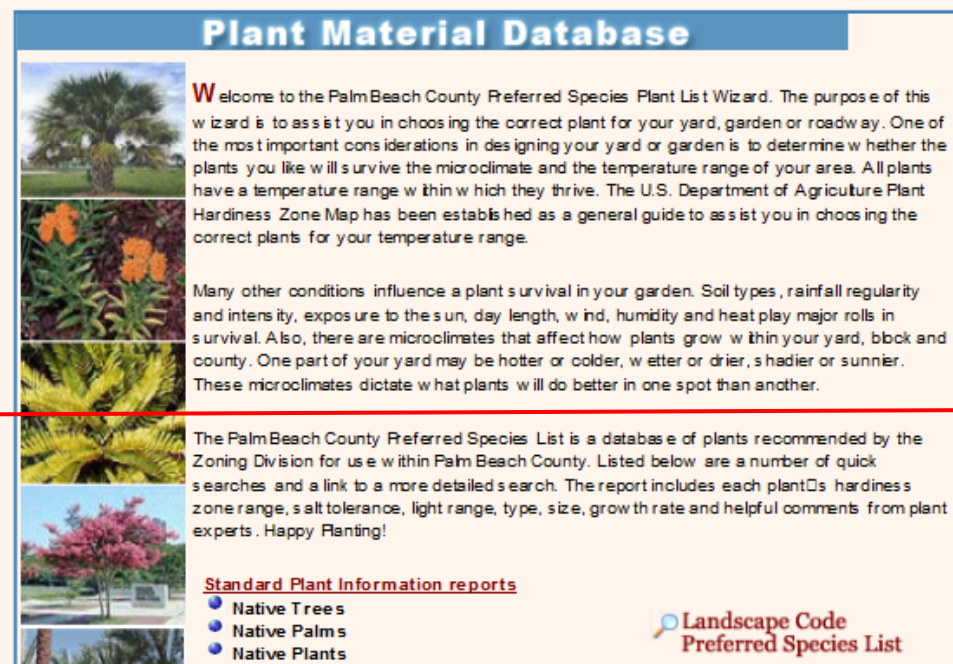 Plant Material Database
Welcome to the Palm Beach County Preferred Species Plant List Wizard. The purpose of this
wizard is to assist you in choosing the correct plant for your yard, garden or roadway. One of
the most important considerations in designing your yard or garden is to determine whether the
plants you like will survive the microclimate and the temperature range of your area. All plants
have a temperature range within which they thrive. The U.S. Department of Agriculture Plant
Hardiness Zone Map has been established as a general guide to assist you in choosing the
correct plants for your temperature range.
Many other conditions influence a plant survival in your garden. Soil types, rainfall regularity
and intensity, exposure to the sun, day length, wind, humidity and heat play major rolls in
survival. Also, there are microclimates that affect how plants grow within your yard, block and
county. One part of your yard may be hotter or colder, wetter or drier, shadier or sunnier.
These microclimates dictate what plants will do better in one spot than another.
The Palm Beach County Preferred Species List is a database of plants recommended by the
Zoning Division for use within Palm Beach County. Listed below are a number of quick
searches and a link to a more detailed search. The report includes each plant□s hardiness
zone range, salt tolerance, light range, type, size, growth rate and helpful comments from plant
experts. Happy Planting!
Standard Plant Information reports
Native Trees
Native Palms
Native Plants
Landscape Code
Preferred Species List